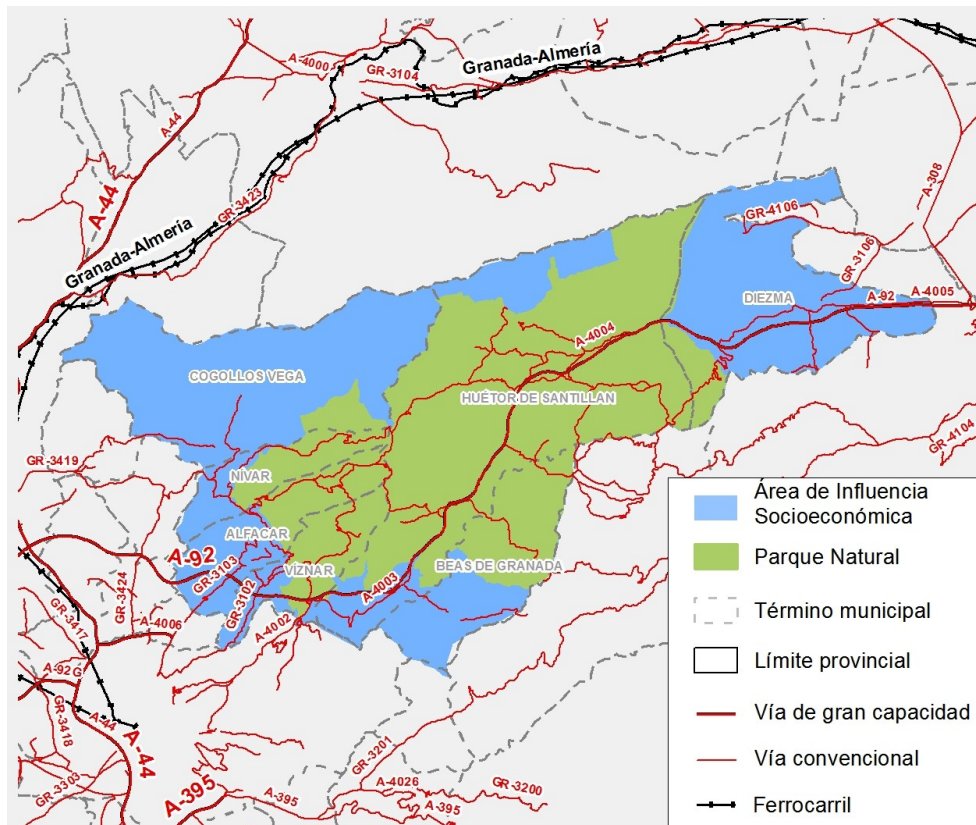 A-4000
GR-3104
Granada-Almería
A-44
A-44
GR-3423
Granada-Almería
A-308
GR-4106
GR-3106
DIEZMA
A-92
A-4005
A-4004
COGOLLOS VEGA
HUÉTOR DE SANTILLAN
GR-4104
GR-3419
NÍVAR
ALFACAR
A-92
GR-3103
VÍZNAR
BEAS DE GRANADA
A-4003
GR-3102
GR-3424
GR-3417
A-4006
A-4002
A-92G
GR-3418
A-44
A-44
GR-3303
A-395
A-395
GR-3201
A-4026
A-395
GR-3200
Área de Influencia
Socioeconómica
Parque Natural
Término municipal
Límite provincial
Vía de gran capacidad
Vía convencional
Ferrocarril